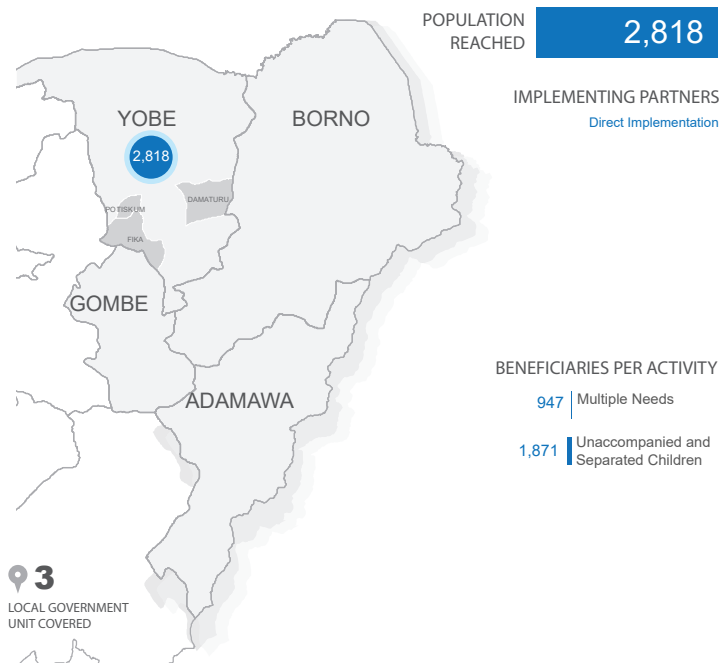 POPULATION
REACHED
2,818
IMPLEMENTING PARTNERS
Direct Implementation
YOBE
BORNO
2,818
DAMATURU
POTISKUM
FIKA
GOMBE
ADAMAWA
BENEFICIARIES PER ACTIVITY
947 Multiple Needs
1,871 Unaccompanied and
Separated Children
3
LOCAL GOVERNMENT
UNIT COVERED